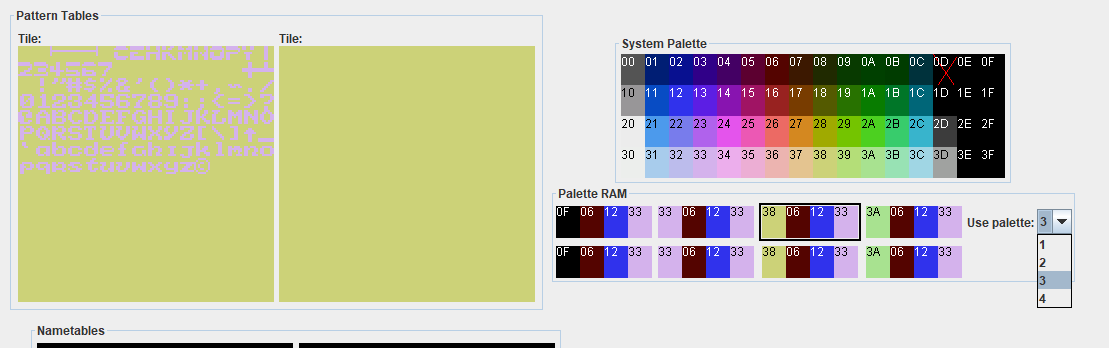 Pattern Tables
Tile:
Tile:
234567
!"#$%&'()*+,-./
0123456789:;<=>?
@ABCDEFGHIJKLMNO
PQRSTUVWXYZ[\]↑_
'abcdefghijklmno
pqrstuvwxyz©
System Palette
00 01 02 03 04 05 06 07 08 09 0A 0B 0C 0D 0E 0F
10 11 12 13 14 15 16 17 18 19 1A 1B 1C 1D 1E 1F
20 21 22 23 24 25 26 27 28 29 2A 2B 2C 2D 2E 2F
30 31 32 33 34 35 36 37 38 39 3A 3B 3C 3D 3E 3F
Palette RAM
0F 06 12 33 33 06 12 33 38 06 12 33 3A 06 12 33
Use palette: 3
0F 06 12 33 33 06 12 33 38 06 12 33 3A 06 12 33
1
2
3
4
Nametables